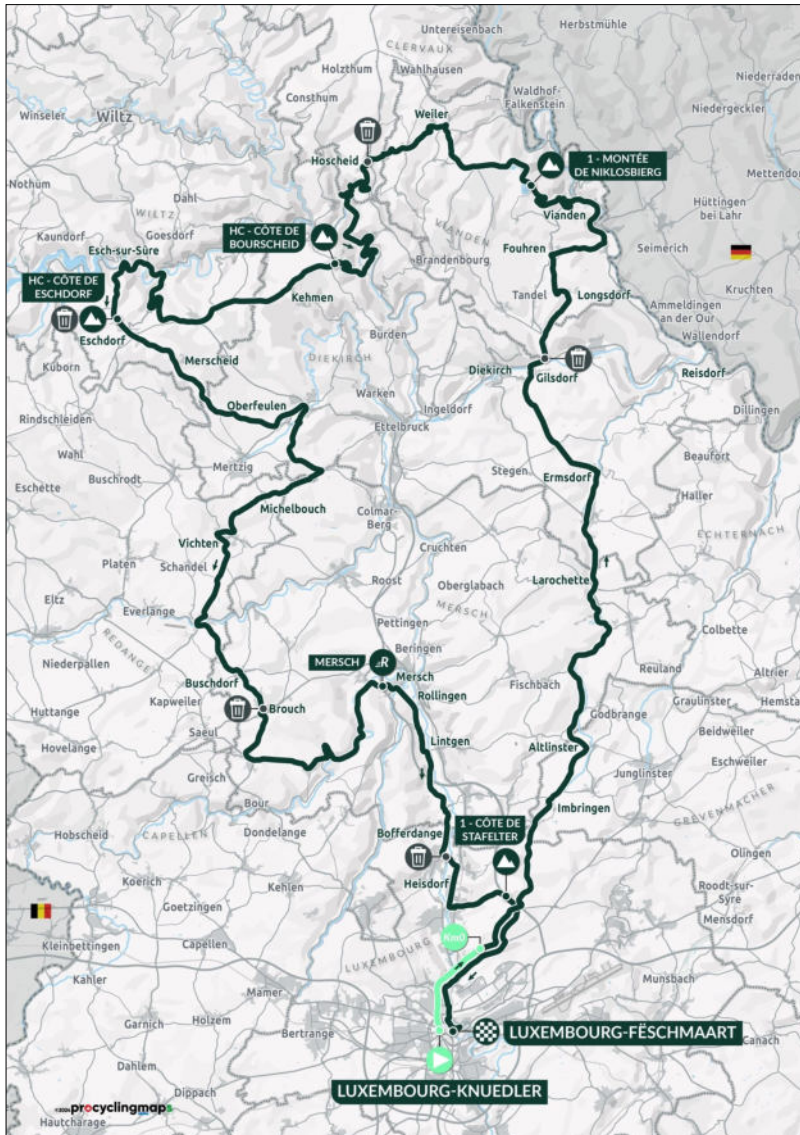 Untereisenbach
Herbstmühle
CLERVAUX
Holzthum
Wahlhausen
Niederraden
Consthum
Waldhof-
Falkenstein
Winseler
Wiltz
Weiler
Niedergeckler
Hoscheid
1 - MONTÉE
DE NIKLOSBIERG
Mettendorf
Nothum
Dahl
WILTZ
Vianden
Hüttingen
bei Lahr
Kaundorf
Goesdorf
HC - CÔTE DE
BOURSCHEID
VIANDEN
Esch-sur-Sûre
Fouhren
Seimerich
Brandenbourg
HC - CÔTE DE
ESCHDORF
Kehmen
Tandel
Longsdorf
Kruchten
Ammeldingen
an der Our
Eschdorf
Burden
Wallendorf
Merscheid
DIEKIRCH
Diekirch
Gilsdorf
Reisdorf
Kuborn
Warken
Oberfeulen
Ingeldorf
Dillingen
Rindschleiden
Ettelbruck
Wahl
Mertzig
Stegen
Ermsdorf
Beaufort
Eschette
Buschrodt
Haller
Michelbouch
Colmar-
Berg
ECHTERNACH
Vichten
Cruchten
Platen
Schandel
Larochette
Eltz
Roost
Oberglabach
Everlange
MERSCH
Pettingen
Colbette
REDANGE
Beringen
Niederpallen
MERSCH
R
Mersch
Reuland
Altrier
Buschdorf
Rollingen
Fischbach
Graulinster
Hemstal
Huttange
Kapweiler
Brouch
Godbrange
Saeul
Lintgen
Beidweiler
Hovelange
Altlinster
Greisch
Junglinster
Eschweiler
Bour
Imbringen
GREVENMACHER
Hobscheid
CAPELLEN
Dondelange
Bofferdange
1 - CÔTE DE
STAFELTER
Olingen
Koerich
Kehlen
Heisdorf
Roodt-sur-
Syre
Goetzingen
Mensdorf
Kleinbettingen
Capellen
LUXEMBOURG
Km0
Kahler
Mamer
Munsbach
Garnich
Holzem
Bertrange
LUXEMBOURG-FËSCHMAART
Canach
Dahlem
LUXEMBOURG-KNUEDLER
Dippach
©2024 procyclingmaps
Hautcharage